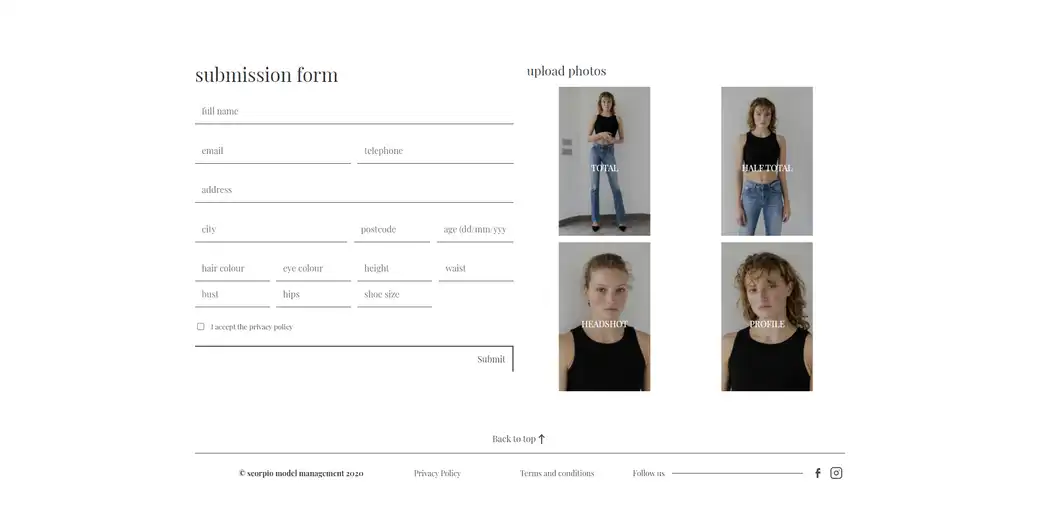 submission form
full name
email
telephone
address
city
postcode
age (dd/mm/yyy
hair colour
eye colour
height
waist
bust
hips
shoe size
I accept the privacy policy
Submit
upload photos
TOTAL
HALF TOTAL
HEADSHOT
PROFILE
Back to top
© scorpio model management 2020
Privacy Policy
Terms and conditions
Follow us